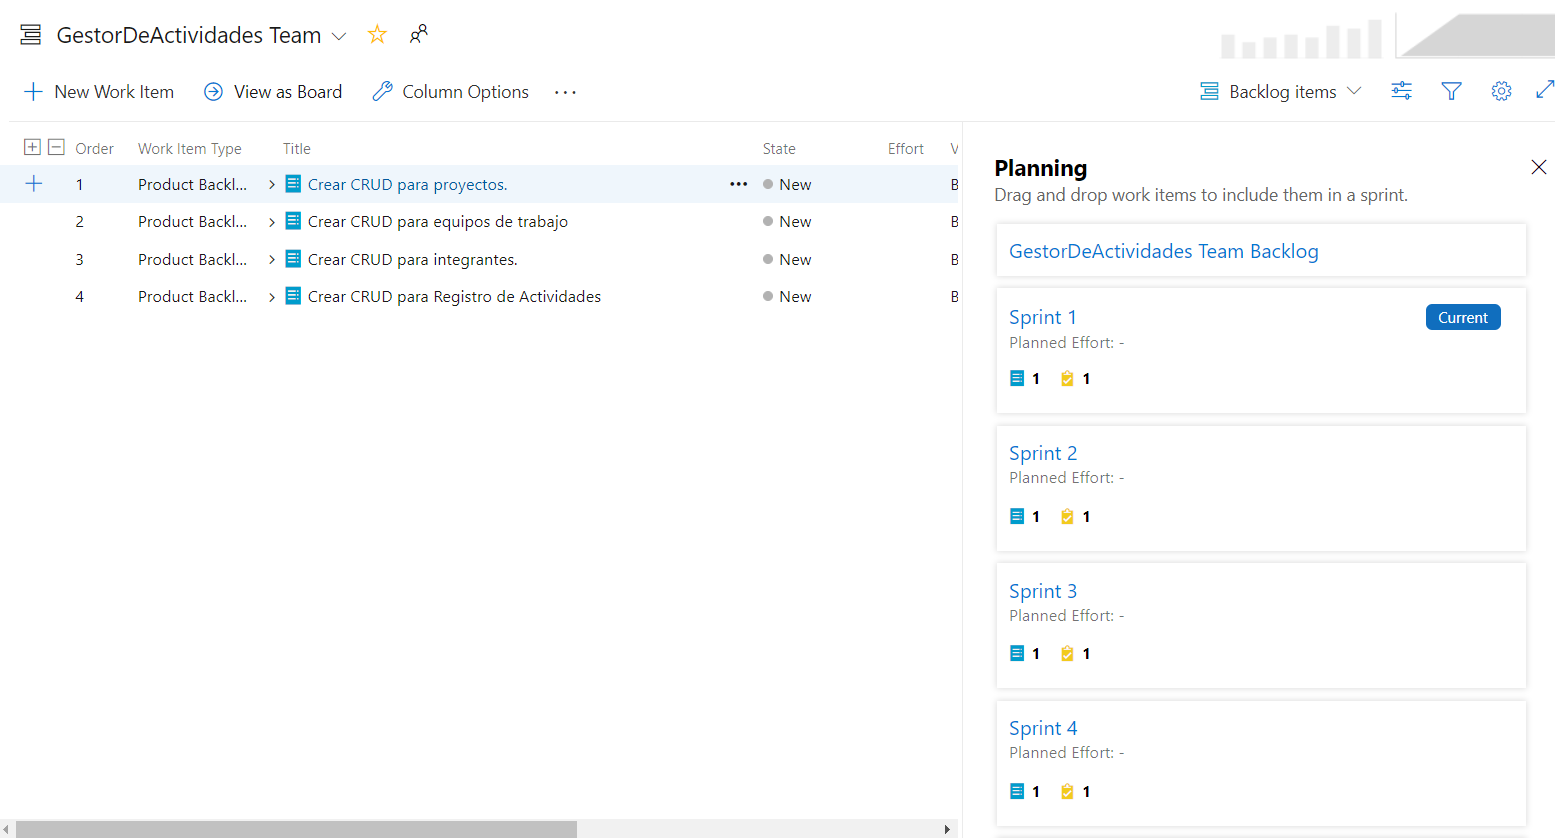 GestorDeActividades Team
New Work Item View as Board Column Options ...
Backlog items
Order Work Item Type Title State Effort V
1 Product Backl... Crear CRUD para proyectos. ... New B
2 Product Backl... Crear CRUD para equipos de trabajo New B
3 Product Backl... Crear CRUD para integrantes. New B
4 Product Backl... Crear CRUD para Registro de Actividades New B
Planning
Drag and drop work items to include them in a sprint.
GestorDeActividades Team Backlog
Sprint 1 Current
Planned Effort: -
1 1
Sprint 2
Planned Effort: -
1 1
Sprint 3
Planned Effort: -
1 1
Sprint 4
Planned Effort: -
1 1